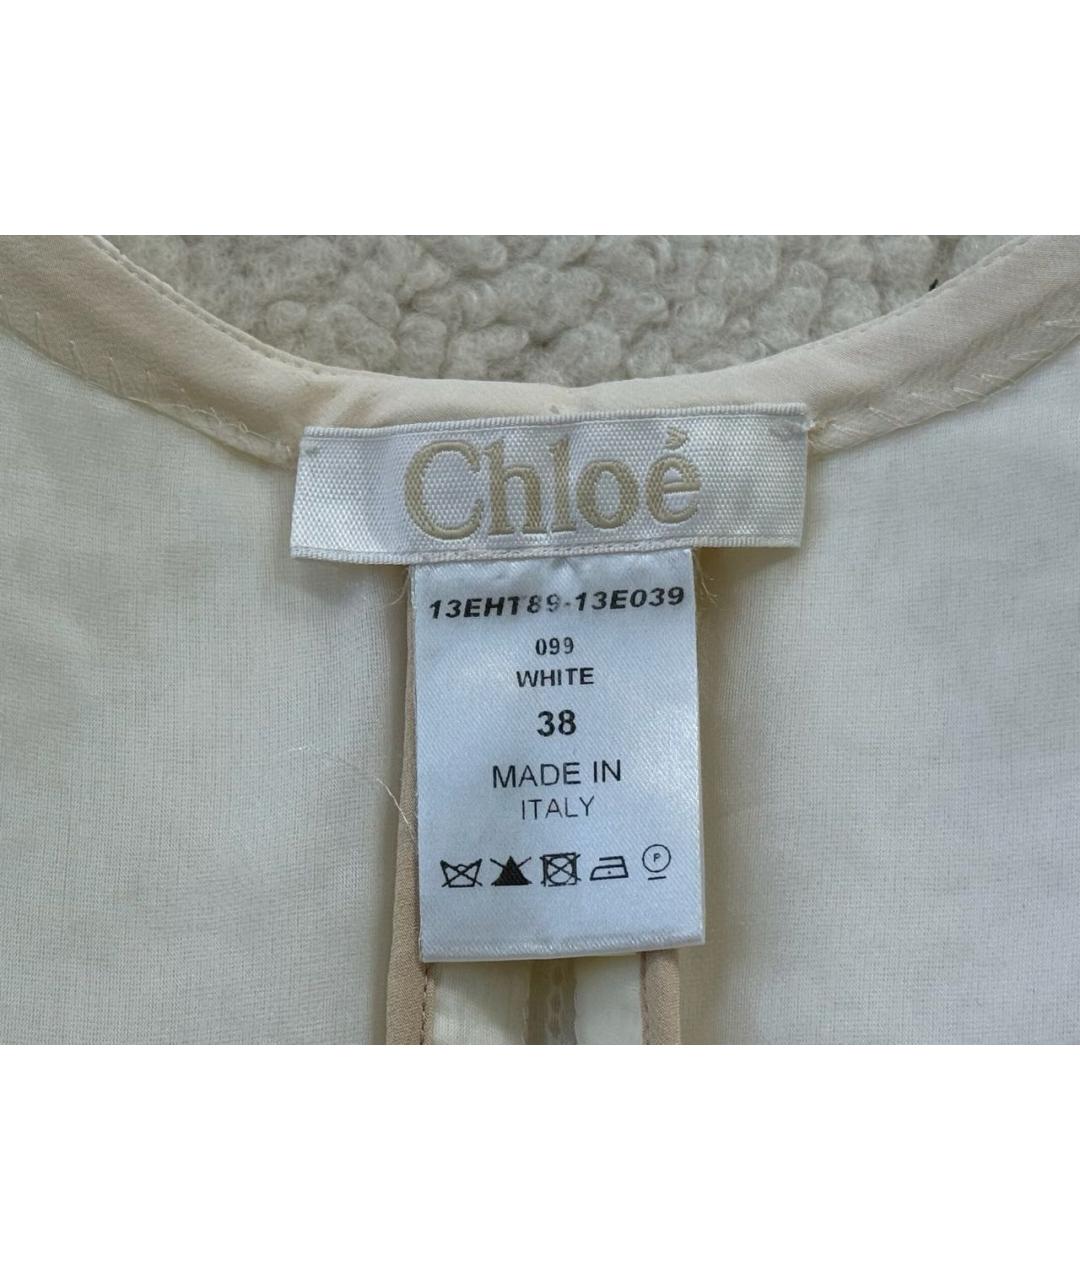 Chloé
13EHT89-13E039
099
WHITE
38
MADE IN
ITALY
P